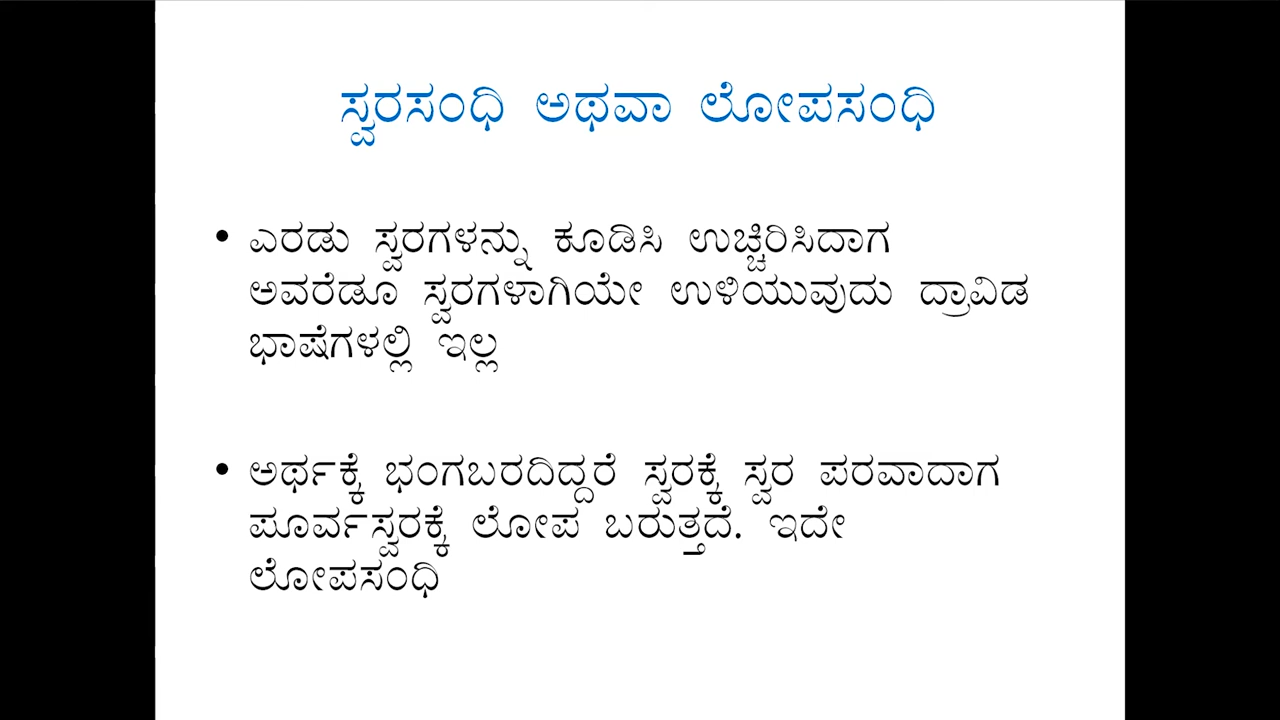 ಸ್ವರಸಂಧಿ ಅಥವಾ ಲೋಪಸಂಧಿ
• ಎರಡು ಸ್ವರಗಳನ್ನು ಕೂಡಿಸಿ ಉಚ್ಚಿರಿಸಿದಾಗ
ಅವರೆಡೂ ಸ್ವರಗಳಾಗಿಯೇ ಉಳಿಯುವುದು ದ್ರಾವಿಡ
ಭಾಷೆಗಳಲ್ಲಿ ಇಲ್ಲ
• ಅರ್ಥಕ್ಕೆ ಭಂಗಬರದಿದ್ದರೆ ಸ್ವರಕ್ಕೆ ಸ್ವರ ಪರವಾದಾಗ
ಪೂರ್ವಸ್ವರಕ್ಕೆ ಲೋಪ ಬರುತ್ತದೆ. ಇದೇ
ಲೋಪಸಂಧಿ